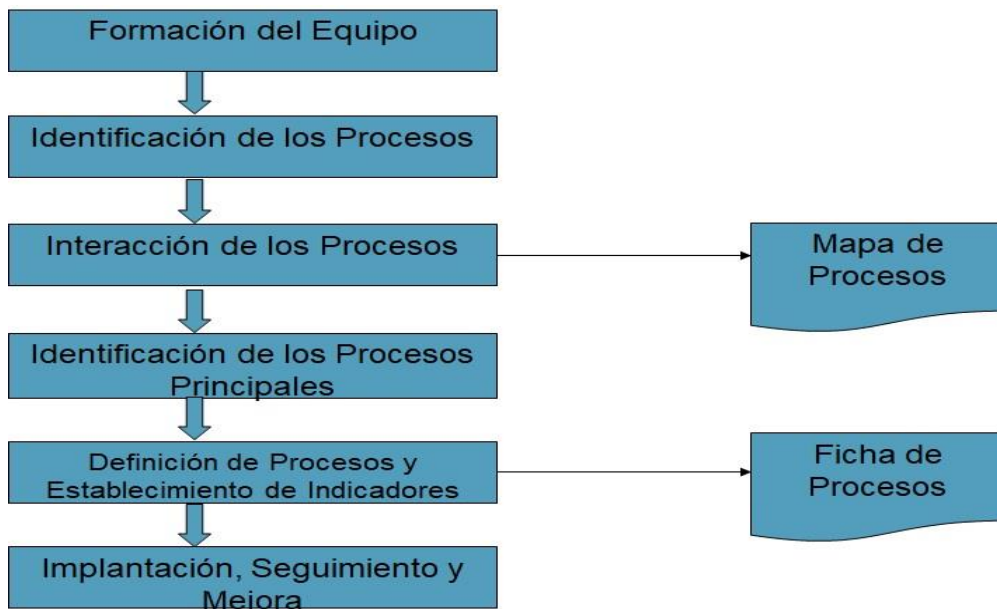 Formación del Equipo
Identificación de los Procesos
Interacción de los Procesos
Mapa de
Procesos
Identificación de los Procesos
Principales
Definición de Procesos y
Establecimiento de Indicadores
Ficha de
Procesos
Implantación, Seguimiento y
Mejora